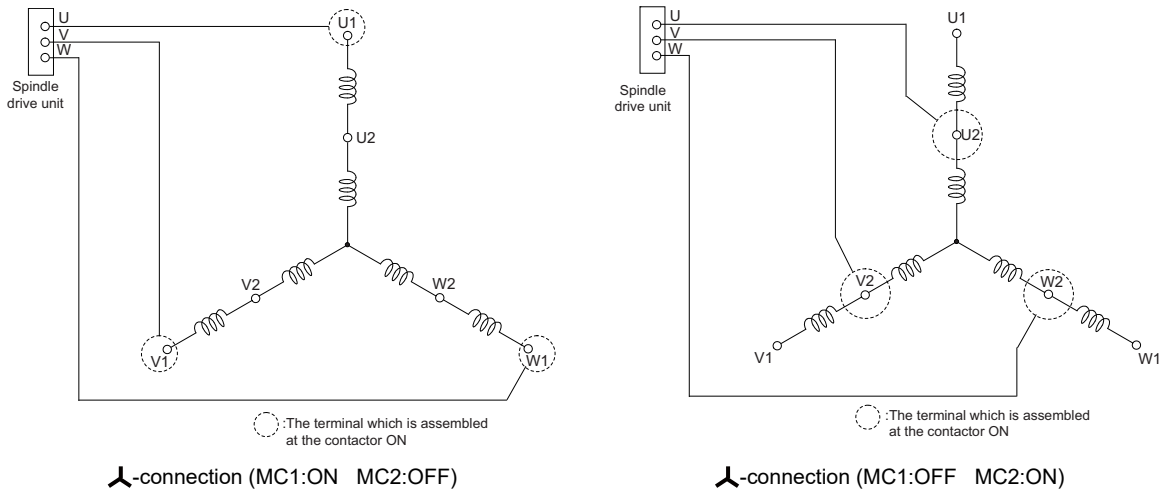 U
V
W
Spindle
drive unit
U1
U2
V2
W2
V1
W1
:The terminal which is assembled
at the contactor ON
-connection (MC1:ON MC2:OFF)
U
V
W
Spindle
drive unit
U1
U2
V2
W2
V1
W1
:The terminal which is assembled
at the contactor ON
-connection (MC1:OFF MC2:ON)